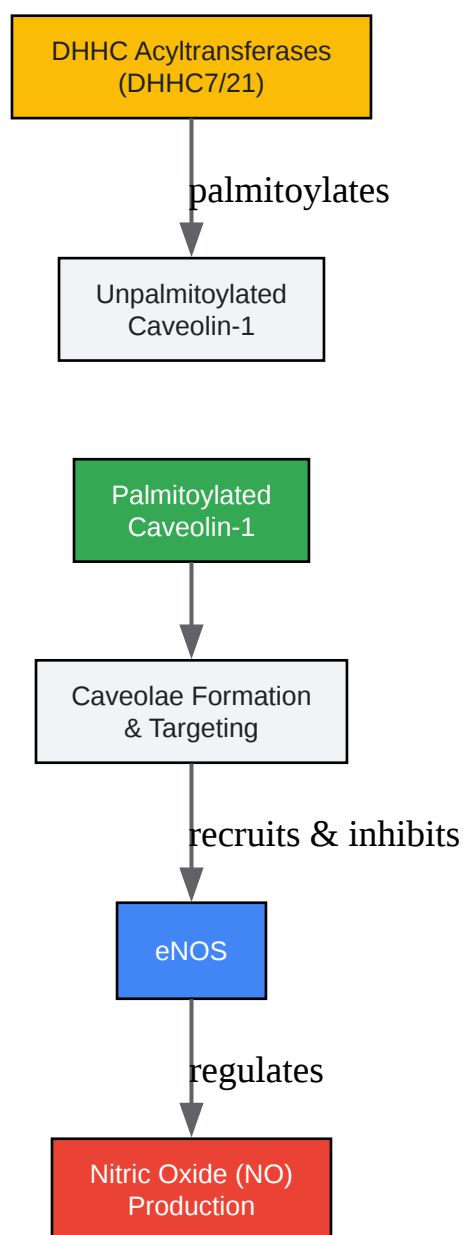 DHHC Acyltransferases
(DHHC7/21)
palmitoylates
Unpalmitoylated
Caveolin-1
Palmitoylated
Caveolin-1
Caveolae Formation
& Targeting
recruits & inhibits
eNOS
regulates
Nitric Oxide (NO)
Production